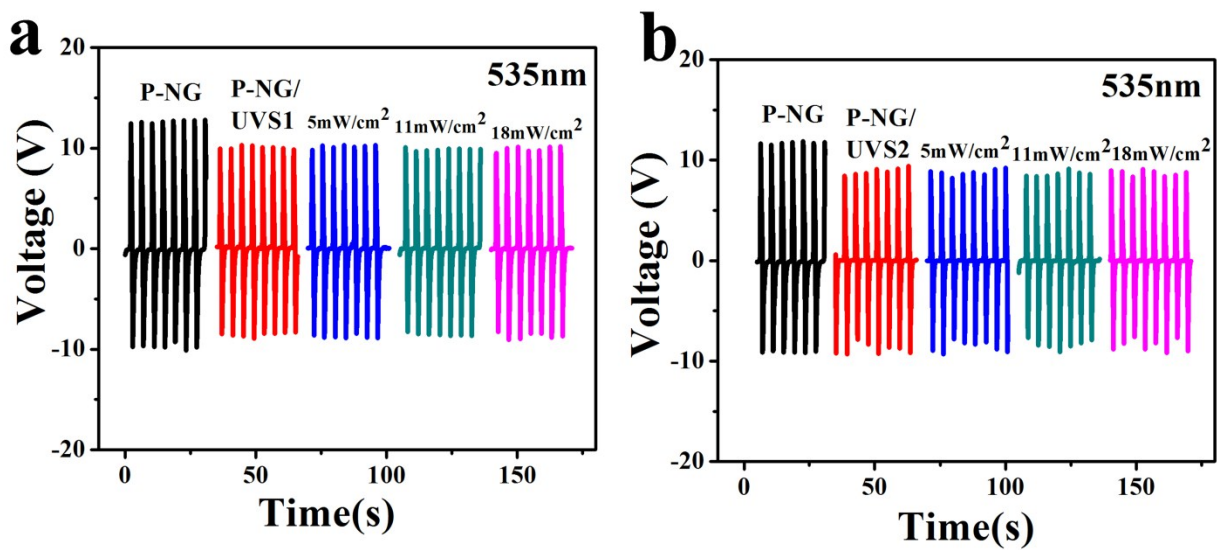 a
20
10
0
-10
-20
Voltage (V)
535nm
P-NG
P-NG/
UVS1
5mW/cm²
11mW/cm²
18mW/cm²
0
50
100
150
Time(s)
b
20
10
0
-10
-20
Voltage (V)
535nm
P-NG
P-NG/
UVS2
5mW/cm²
11mW/cm²
18mW/cm²
0
50
100
150
Time(s)